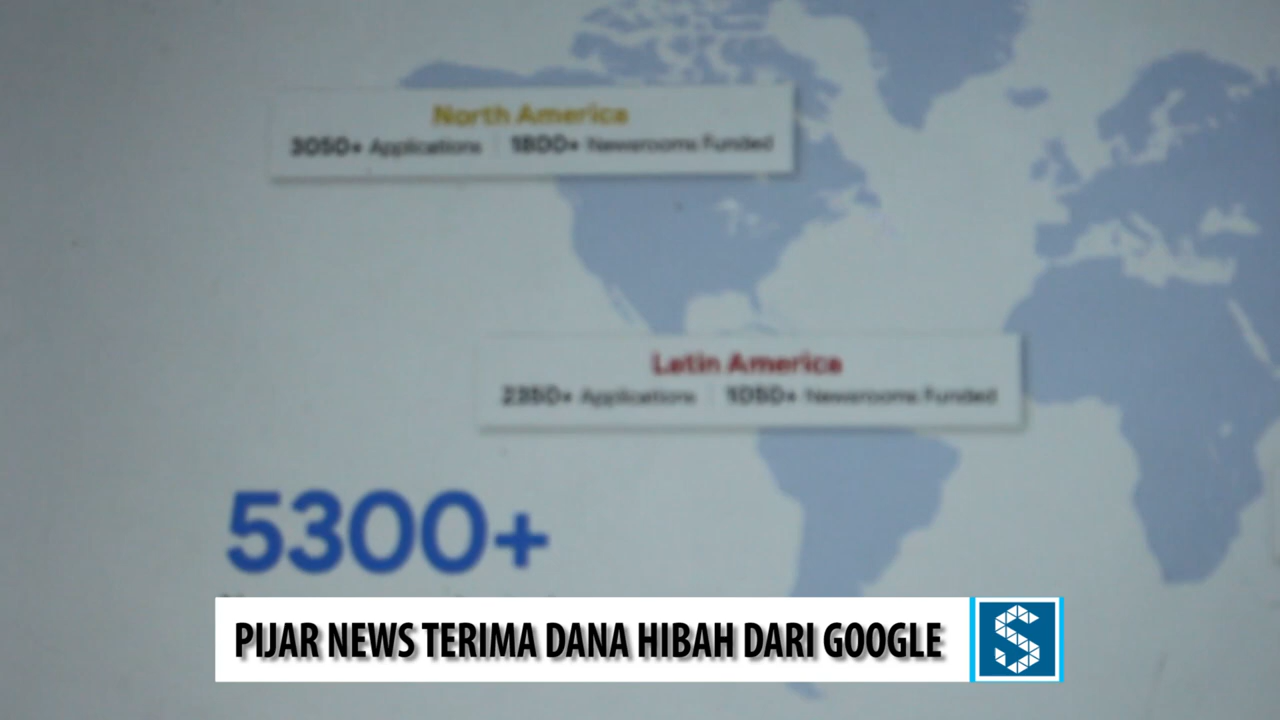 North America
3050+ Applications 1800+ Newsrooms Funded
Latin America
2350+ Applications 1050+ Newsrooms Funded
5300+
PIJAR NEWS TERIMA DANA HIBAH DARI GOOGLE
S